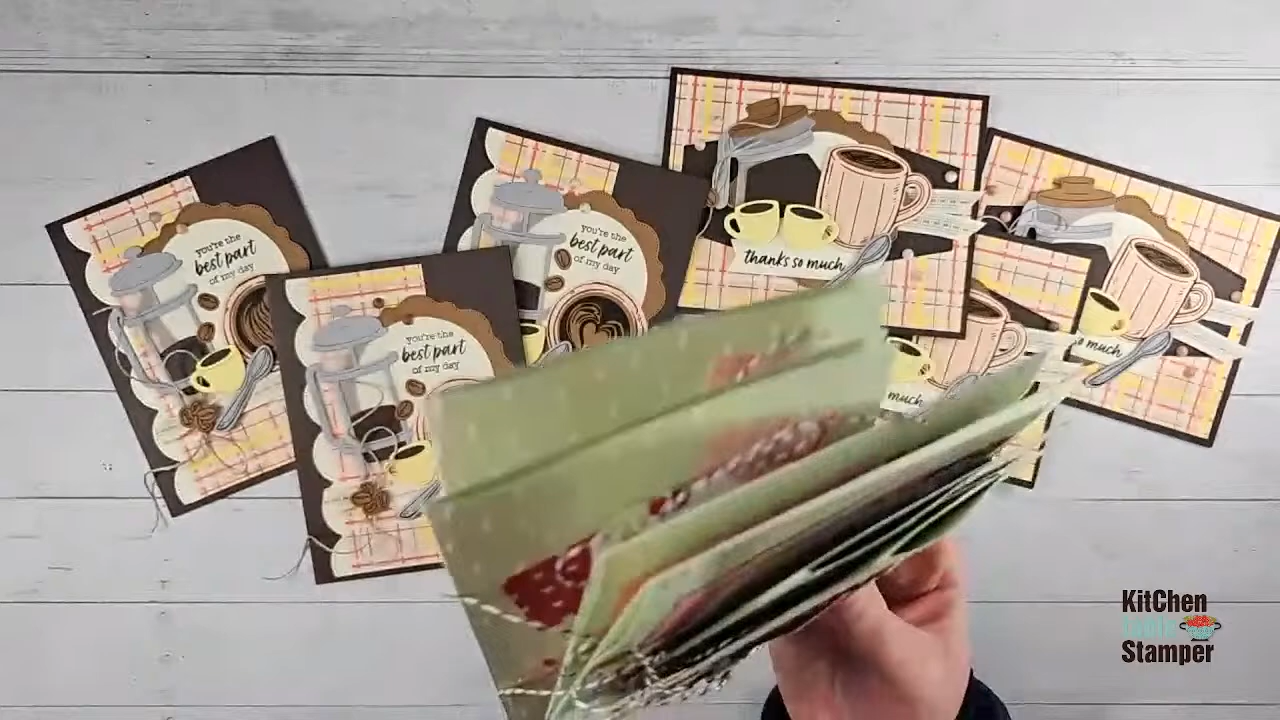 you're the
best part
of my day
you're the
best part
of my day
you're the
best part
of my day
thanks so much
so much
much
KitChen
table
Stamper